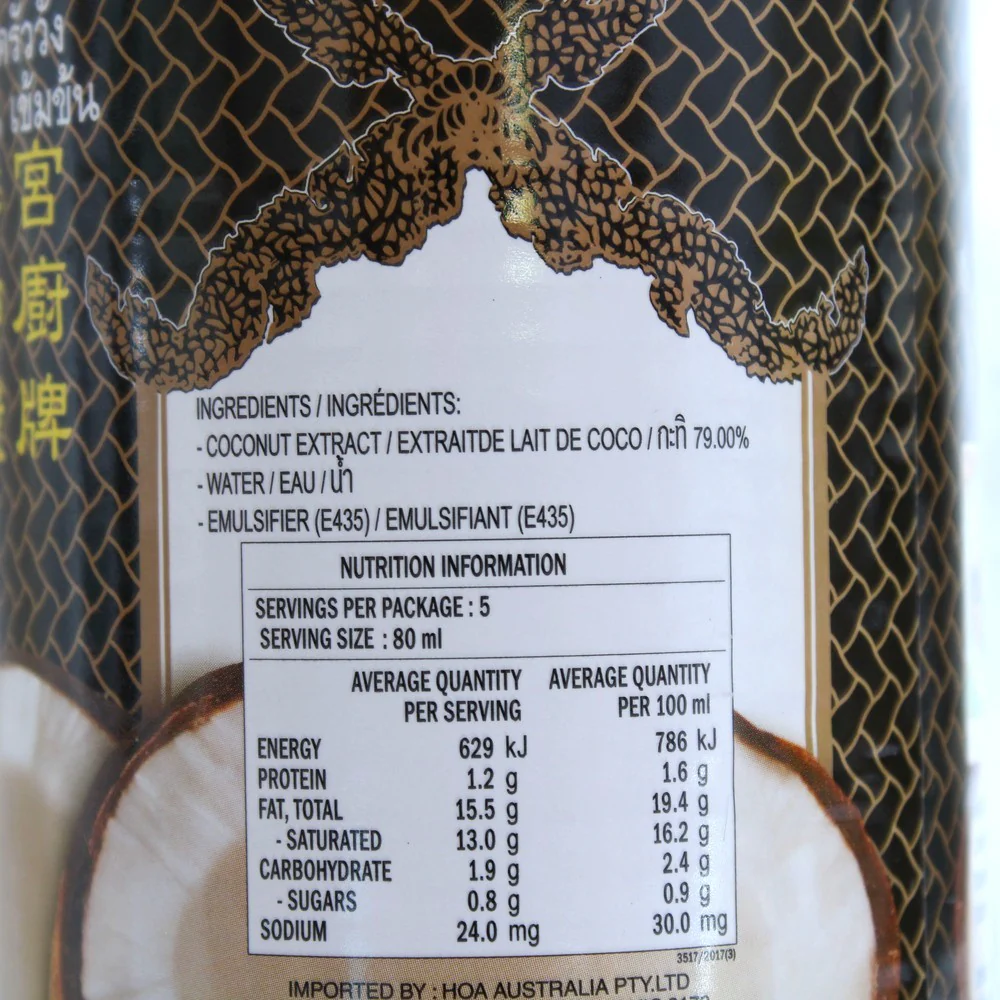 ครัววัง
เข้มข้น
宮
廚
牌
INGREDIENTS / INGRÉDIENTS:
- COCONUT EXTRACT / EXTRAITDE LAIT DE COCO / กะทิ 79.00%
- WATER / EAU / น้ำ
- EMULSIFIER (E435) / EMULSIFIANT (E435)
NUTRITION INFORMATION
SERVINGS PER PACKAGE : 5
SERVING SIZE : 80 ml
AVERAGE QUANTITY AVERAGE QUANTITY
PER SERVING PER 100 ml
ENERGY 629 kJ 786 kJ
PROTEIN 1.2 g 1.6 g
FAT, TOTAL 15.5 g 19.4 g
- SATURATED 13.0 g 16.2 g
CARBOHYDRATE 1.9 g 2.4 g
- SUGARS 0.8 g 0.9 g
SODIUM 24.0 mg 30.0 mg
3517/2017(3)
IMPORTED BY : HOA AUSTRALIA PTY.LTD